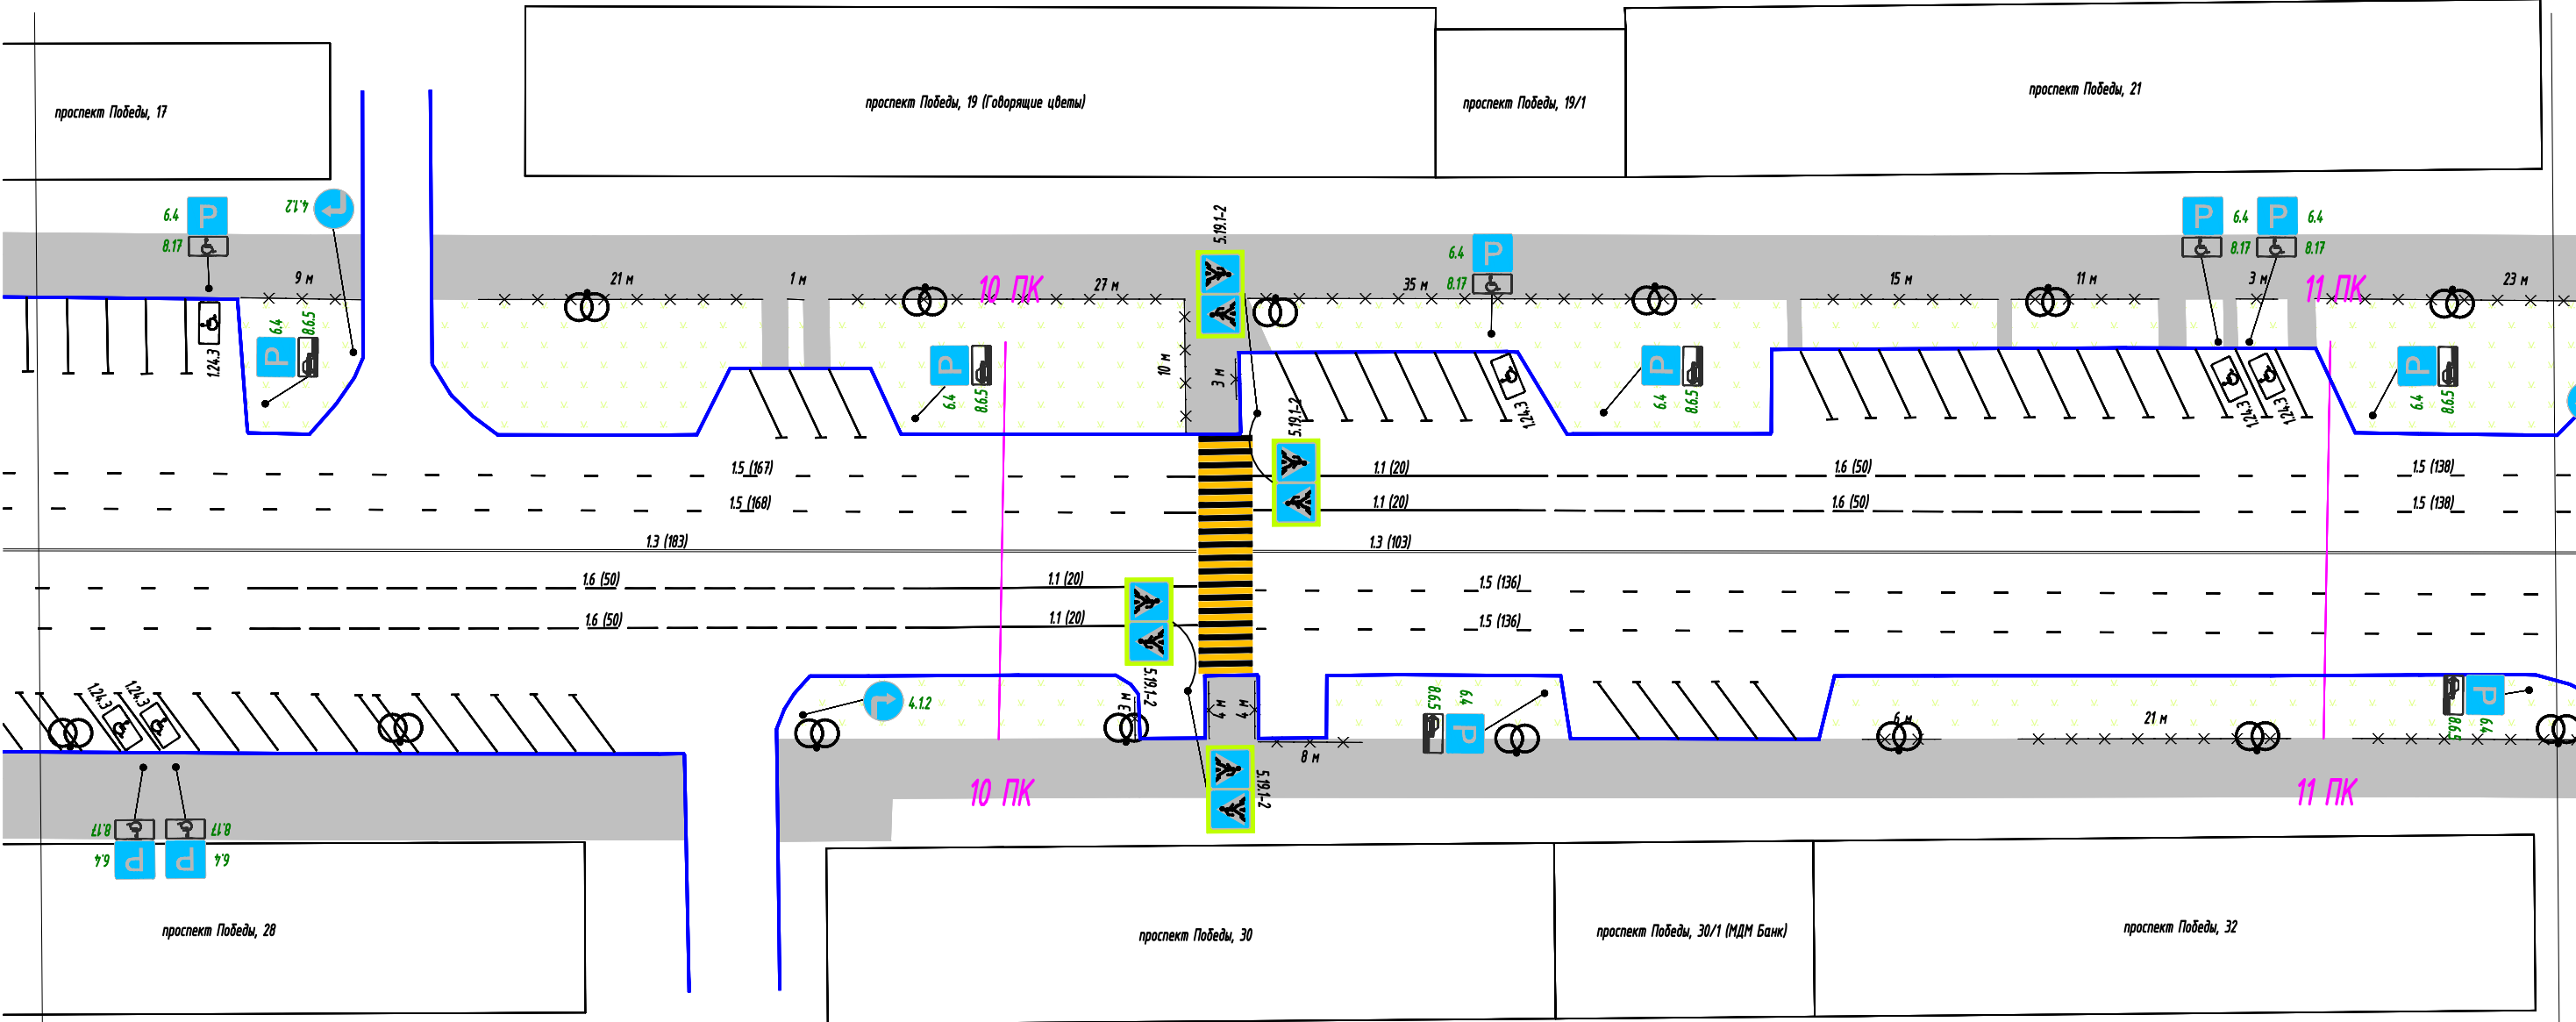 проспект Победы, 17
проспект Победы, 19 (Говорящие цветы)
проспект Победы, 19/1
проспект Победы, 21
6.4
P
8.17
4.1.2
5.19.1-2
6.4
P
8.17
P
6.4
P
6.4
8.17
8.17
9 м
21 м
1 м
10 ПК
27 м
35 м
15 м
11 м
3 м
11 ПК
23 м
1.24.3
6.4
8.6.5
P
P
6.4
8.6.5
10 м
3 м
1.24.3
P
6.4
8.6.5
1.24.3
1.24.3
P
6.4
8.6.5
5.19.1-2
1.5 (167)
1.1 (20)
1.6 (50)
1.5 (138)
1.5 (168)
1.1 (20)
1.6 (50)
1.5 (138)
1.3 (183)
1.3 (103)
1.6 (50)
1.1 (20)
1.5 (136)
1.6 (50)
1.1 (20)
1.5 (136)
1.24.3
1.24.3
4.1.2
3 м
5.19.1-2
4 м
4 м
8.6.5
6.4
P
6 м
21 м
P
8.6.5
6.4
8 м
10 ПК
5.19.1-2
11 ПК
8.17
8.17
6.4
P
P
6.4
проспект Победы, 28
проспект Победы, 30
проспект Победы, 30/1 (МДМ Банк)
проспект Победы, 32